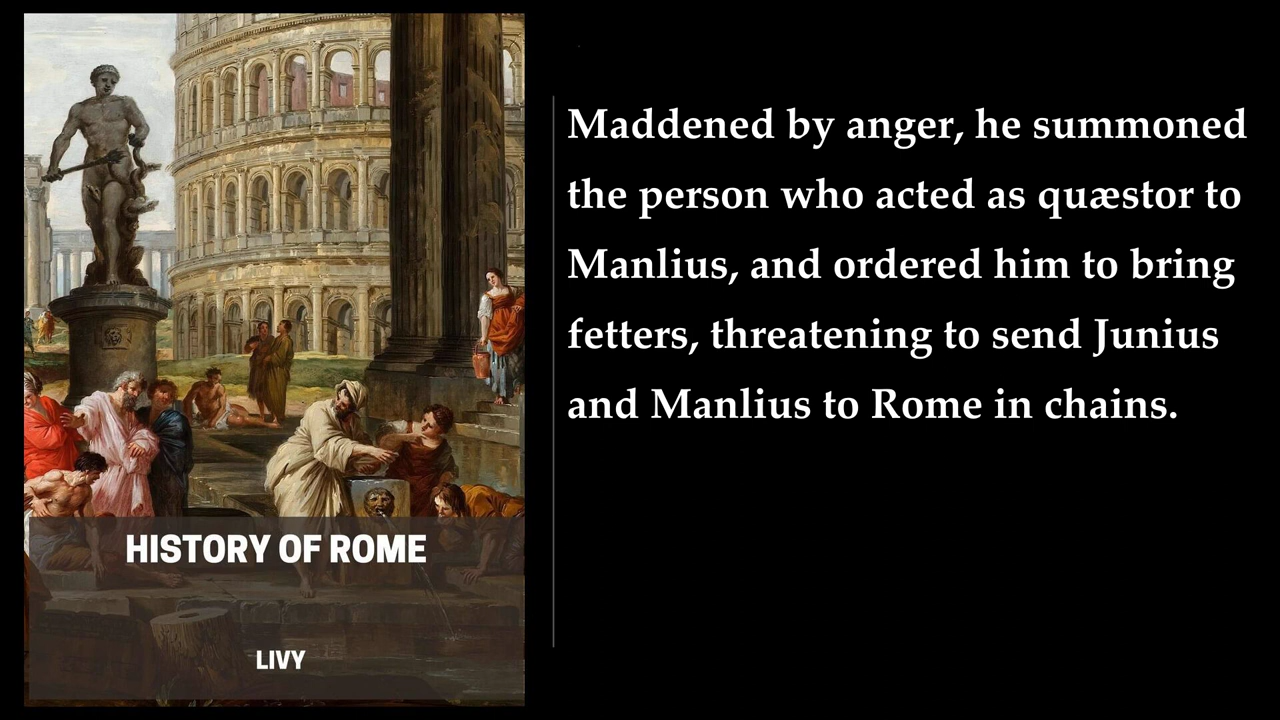 HISTORY OF ROME
LIVY
Maddened by anger, he summoned
the person who acted as quæstor to
Manlius, and ordered him to bring
fetters, threatening to send Junius
and Manlius to Rome in chains.